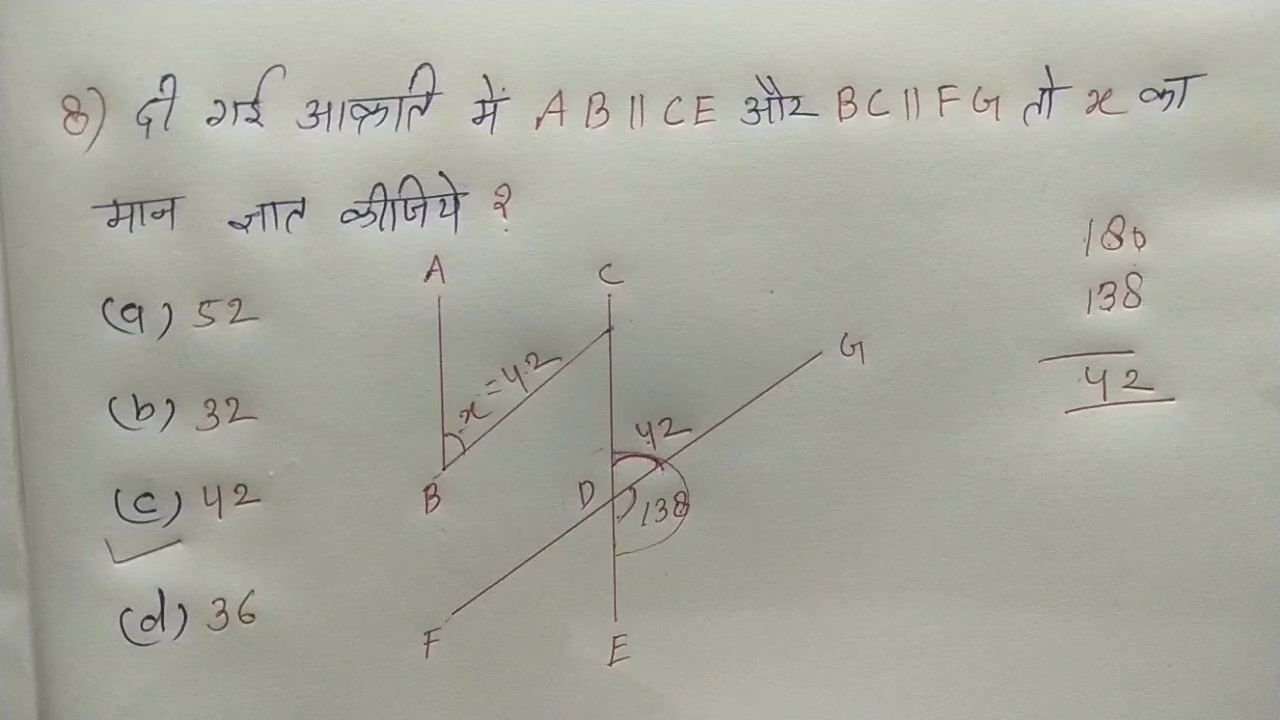 8) दी गई आकृति में AB||CE और BC||FG तो x का
मान ज्ञात कीजिये ?
(a) 52
(b) 32
(c) 42
(d) 36
A
C
G
x=42
42
B
D
138
F
E
180
138
42